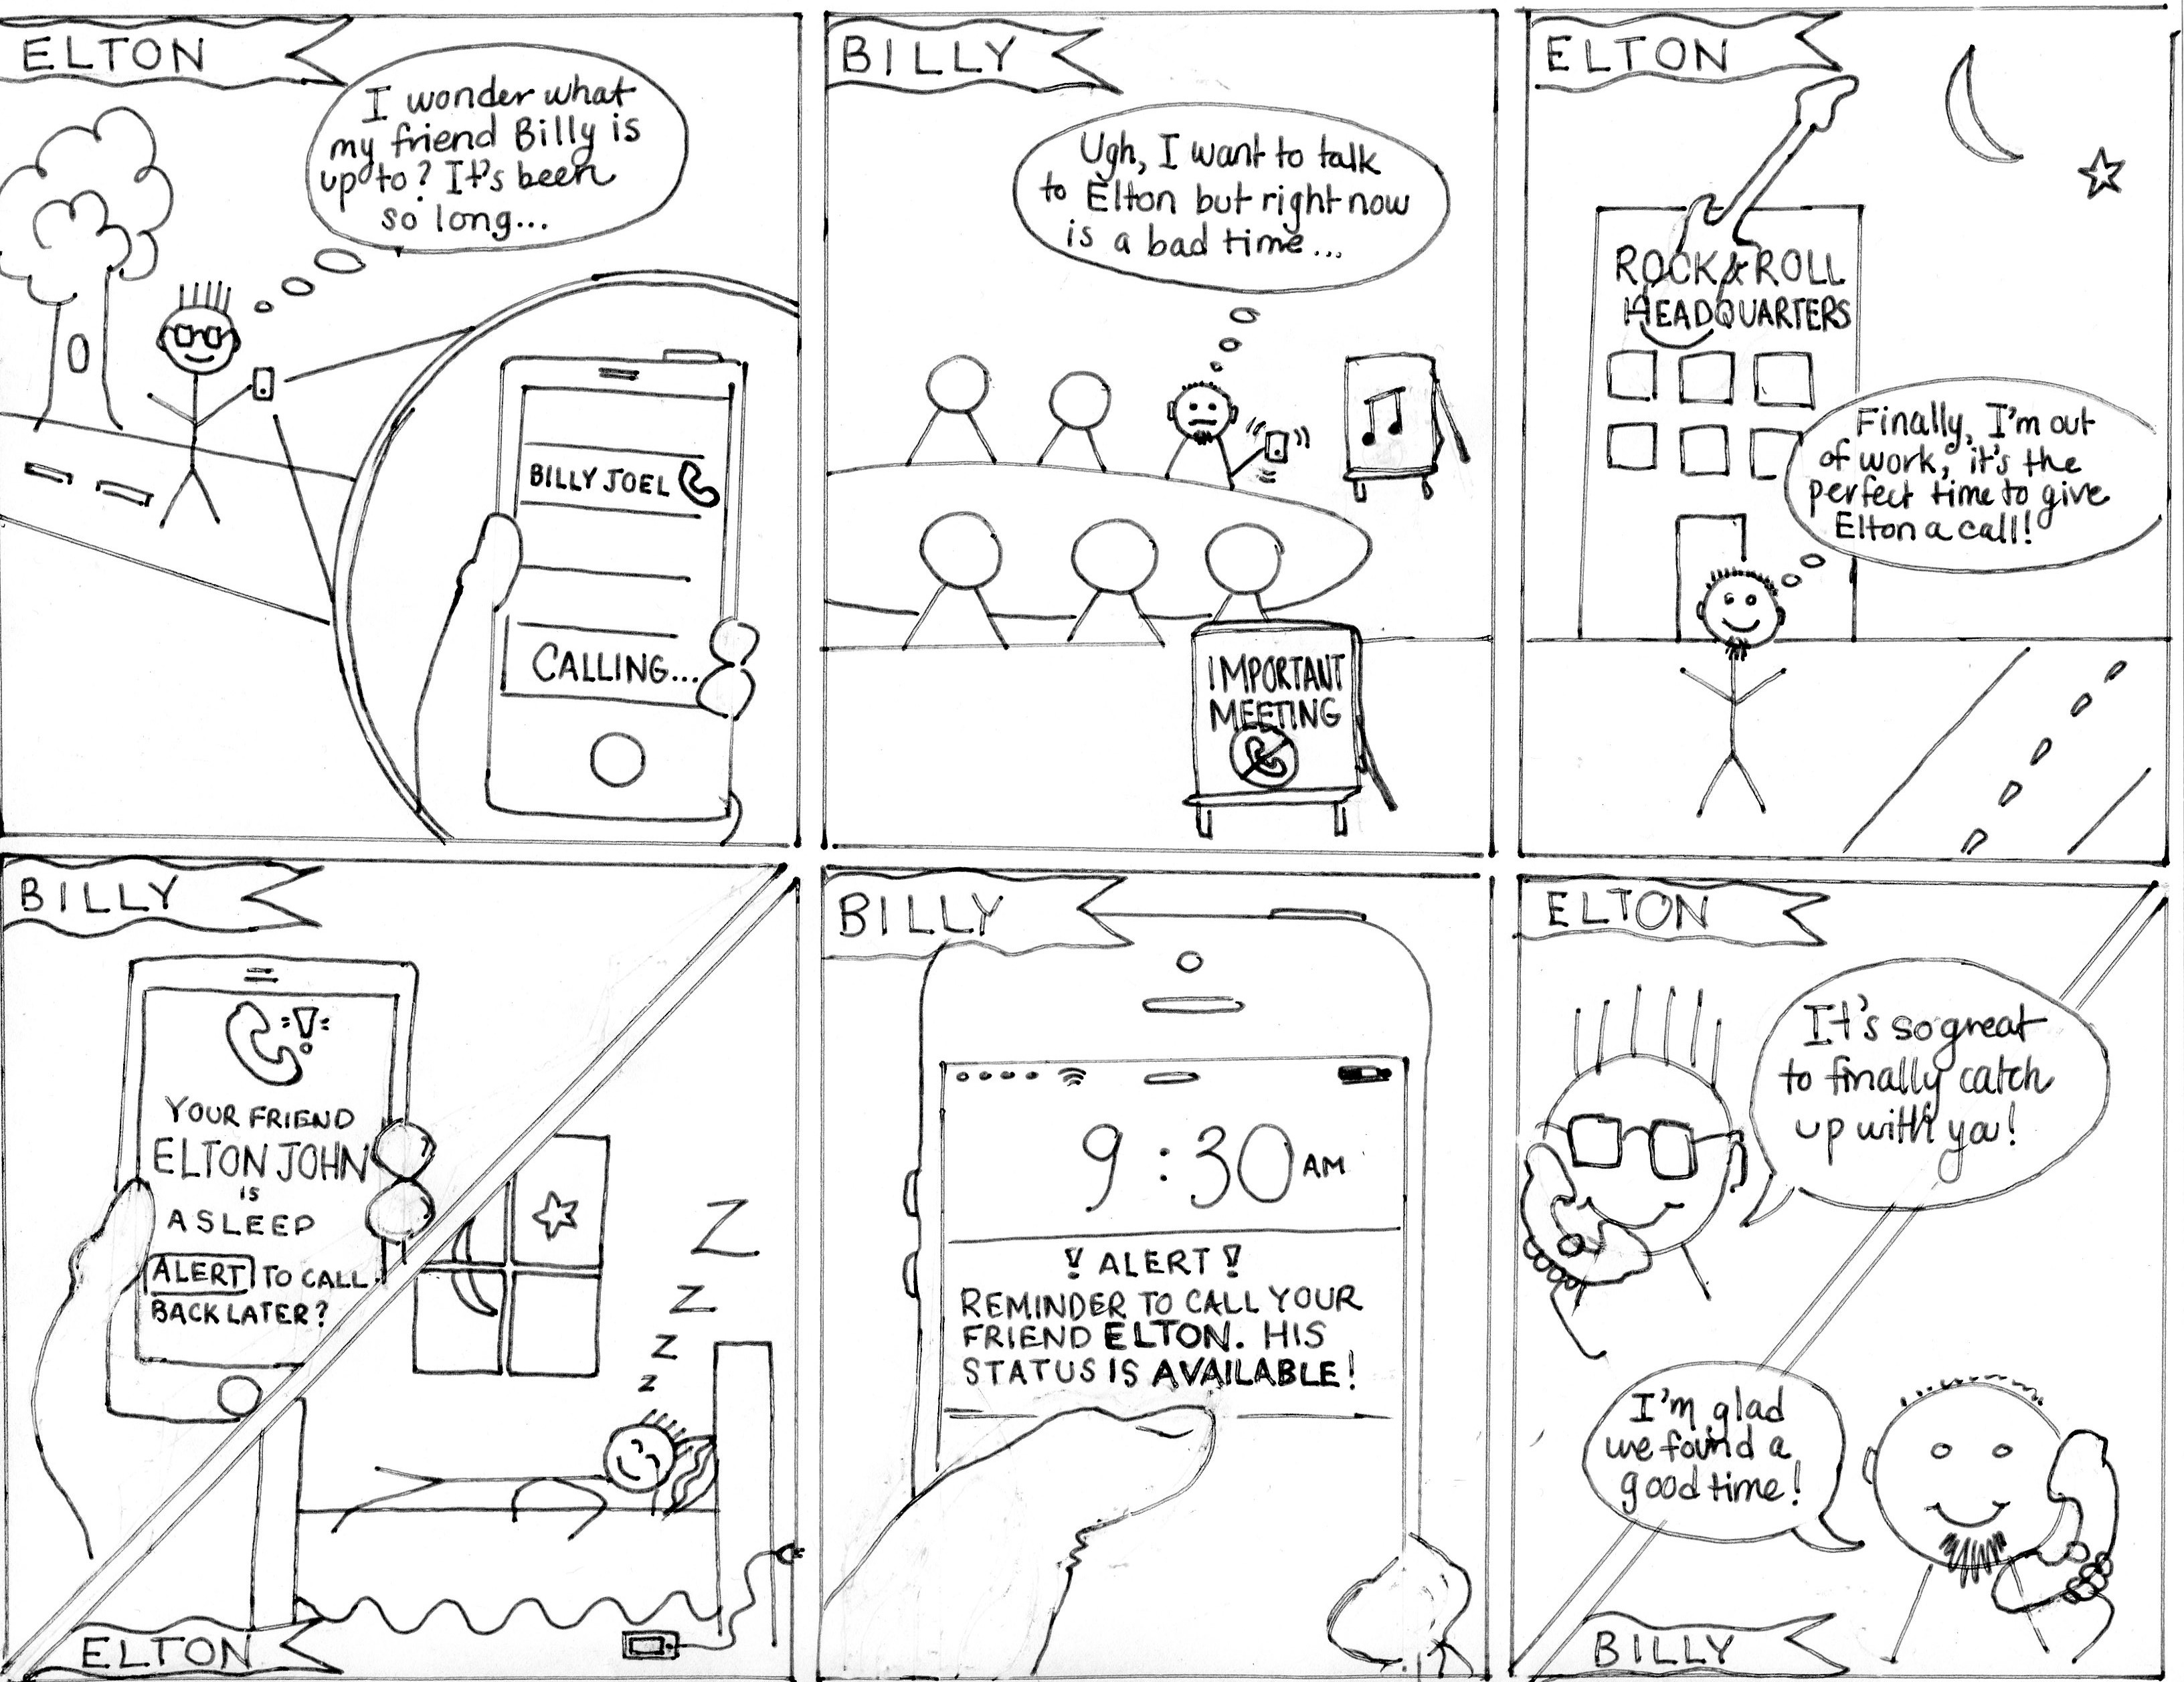 ELTON
I wonder what
my friend Billy is
up to? It's been
so long...
BILLY JOEL
CALLING...
BILLY
Ugh, I want to talk
to Elton but right now
is a bad time...
IMPORTANT
MEETING
ELTON
ROCK & ROLL
HEADQUARTERS
Finally, I'm out
of work, it's the
perfect time to give
Elton a call!
BILLY
YOUR FRIEND
ELTON JOHN
IS
ASLEEP
ALERT TO CALL
BACK LATER?
Z
Z
Z
Z
ELTON
BILLY
9:30 AM
! ALERT !
REMINDER TO CALL YOUR
FRIEND ELTON. HIS
STATUS IS AVAILABLE!
ELTON
It's so great
to finally catch
up with ya!
I'm glad
we found a
good time!
BILLY